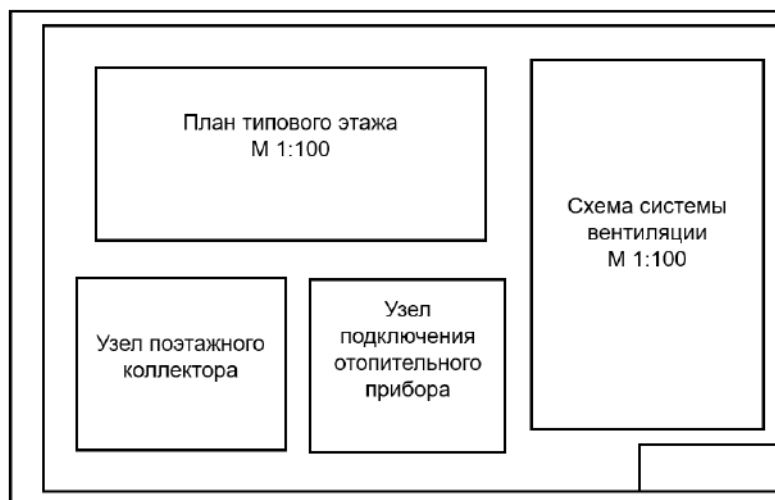 План типового этажа
М 1:100
Схема системы
вентиляции
М 1:100
Узел поэтажного
коллектора
Узел
подключения
отопительного
прибора